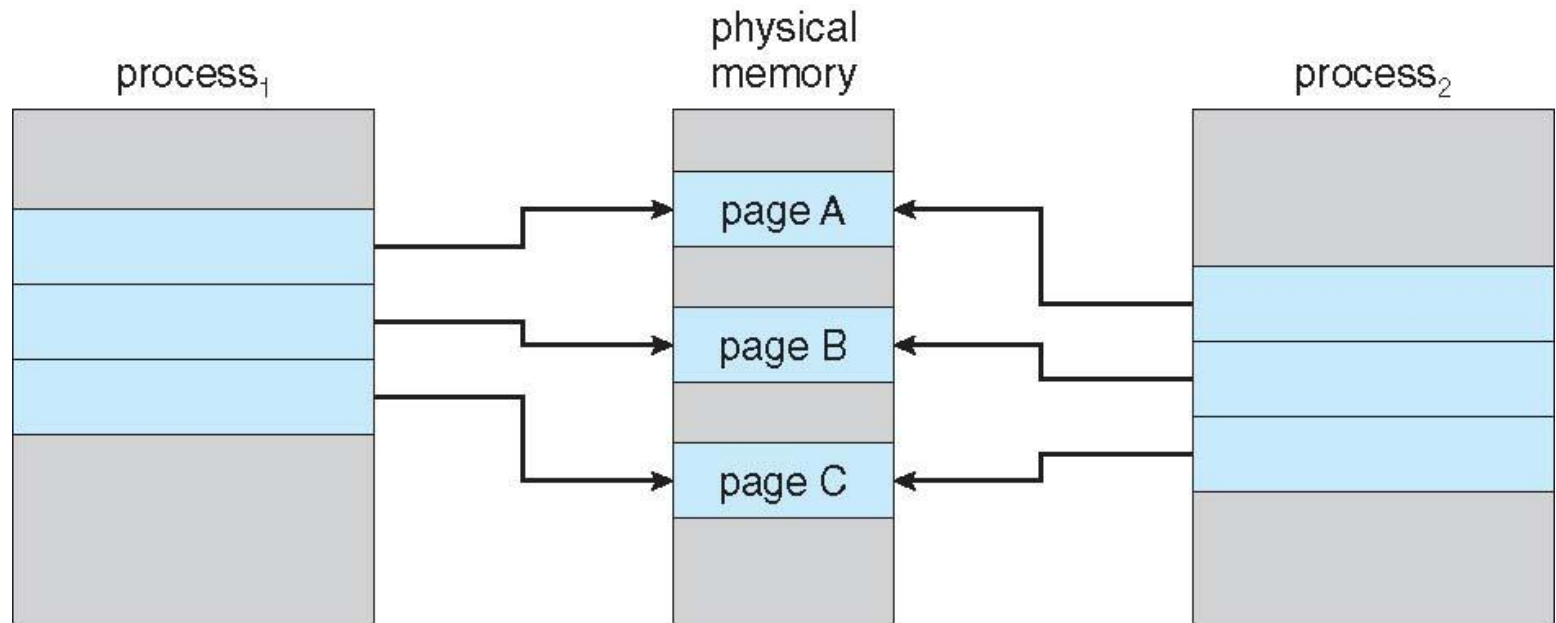 process₁
physical
memory
process₂
page A
page B
page C